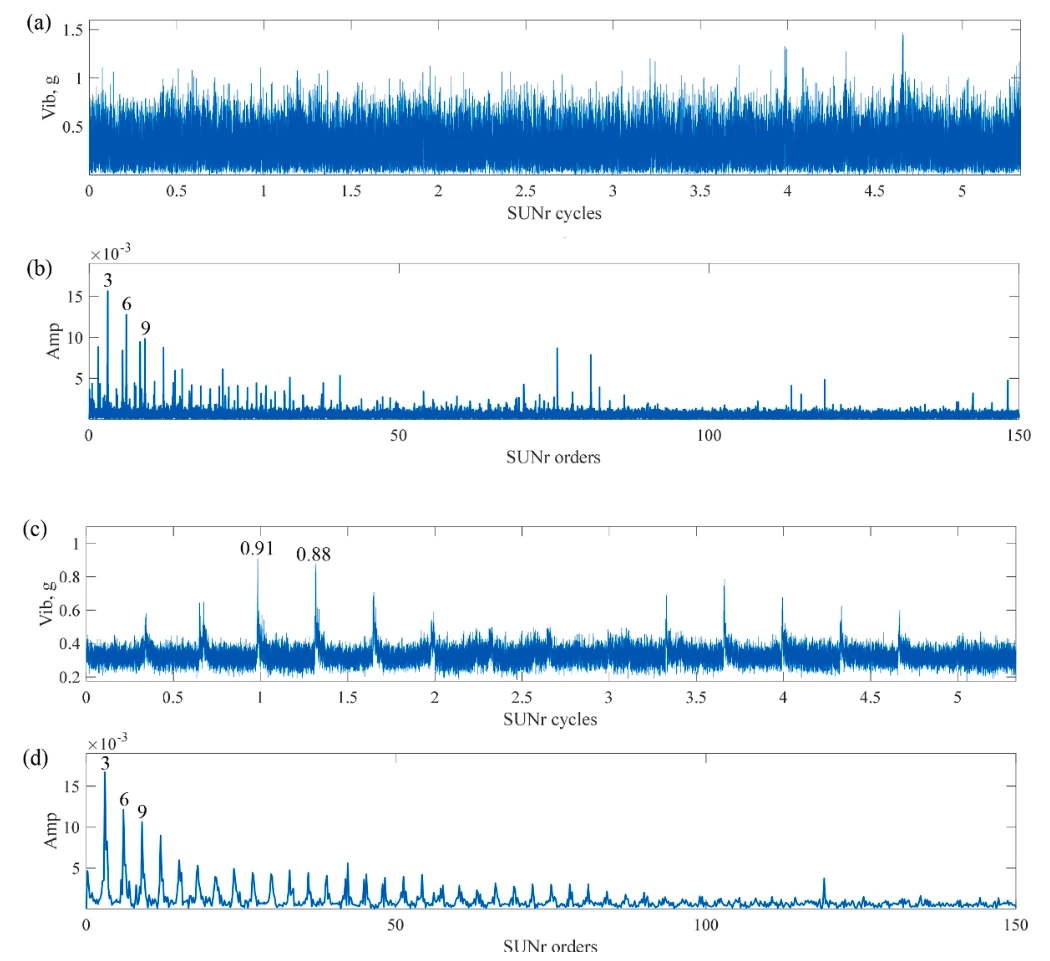 (a)
1.5
1
0.5
Vib, g
0 0.5 1 1.5 2 2.5 3 3.5 4 4.5 5
SUNr cycles
(b)
×10-3
3
6
9
15
10
5
Amp
0 50 100 150
SUNr orders
(c)
0.91 0.88
1
0.8
0.6
0.4
0.2
Vib, g
0 0.5 1 1.5 2 2.5 3 3.5 4 4.5 5
SUNr cycles
(d)
×10-3
3
6
9
15
10
5
Amp
0 50 100 150
SUNr orders